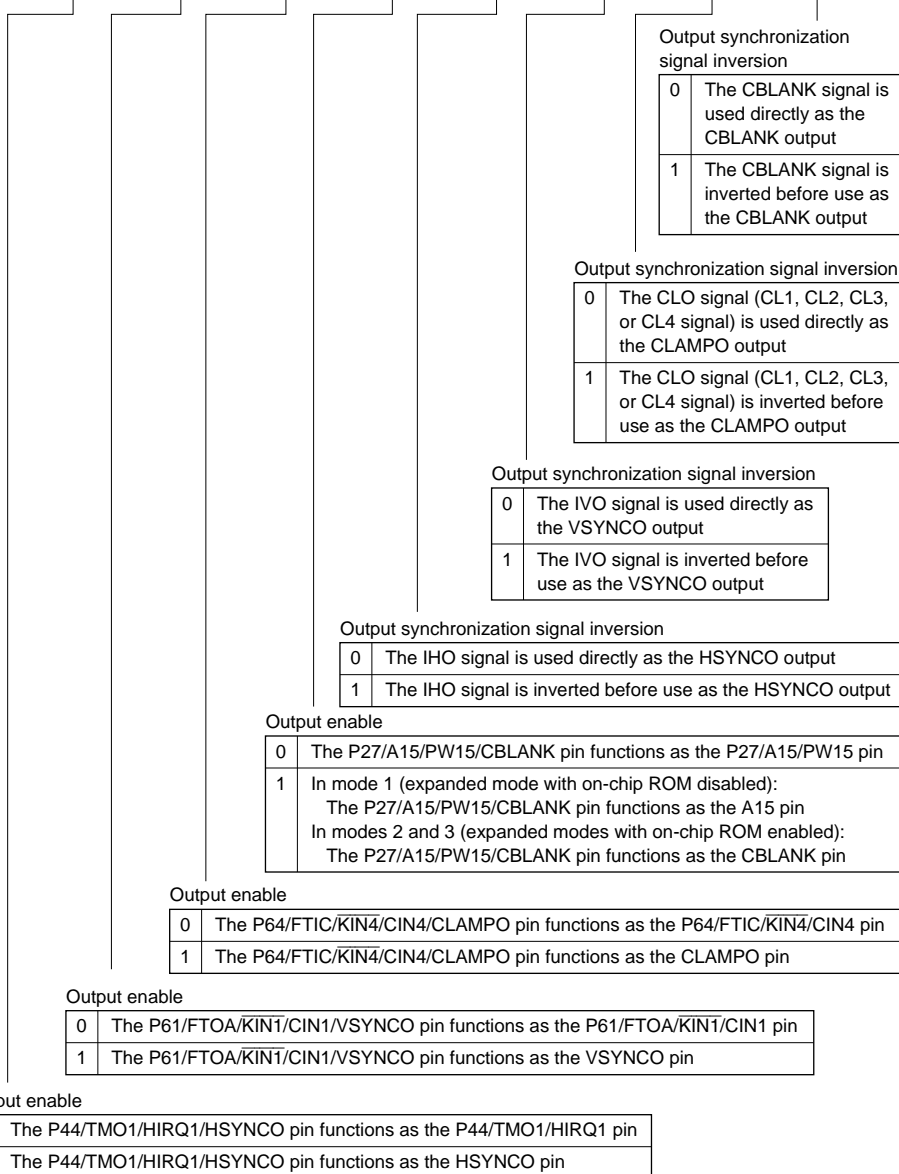 Output synchronization
signal inversion
0 The CBLANK signal is
used directly as the
CBLANK output
1 The CBLANK signal is
inverted before use as
the CBLANK output
Output synchronization signal inversion
0 The CLO signal (CL1, CL2, CL3,
or CL4 signal) is used directly as
the CLAMPO output
1 The CLO signal (CL1, CL2, CL3,
or CL4 signal) is inverted before
use as the CLAMPO output
Output synchronization signal inversion
0 The IVO signal is used directly as
the VSYNCO output
1 The IVO signal is inverted before
use as the VSYNCO output
Output synchronization signal inversion
0 The IHO signal is used directly as the HSYNCO output
1 The IHO signal is inverted before use as the HSYNCO output
Output enable
0 The P27/A15/PW15/CBLANK pin functions as the P27/A15/PW15 pin
1 In mode 1 (expanded mode with on-chip ROM disabled):
The P27/A15/PW15/CBLANK pin functions as the A15 pin
In modes 2 and 3 (expanded modes with on-chip ROM enabled):
The P27/A15/PW15/CBLANK pin functions as the CBLANK pin
Output enable
0 The P64/FTIC/K̅I̅N̅4̅/CIN4/CLAMPO pin functions as the P64/FTIC/K̅I̅N̅4̅/CIN4 pin
1 The P64/FTIC/K̅I̅N̅4̅/CIN4/CLAMPO pin functions as the CLAMPO pin
Output enable
0 The P61/FTOA/K̅I̅N̅1̅/CIN1/VSYNCO pin functions as the P61/FTOA/K̅I̅N̅1̅/CIN1 pin
1 The P61/FTOA/K̅I̅N̅1̅/CIN1/VSYNCO pin functions as the VSYNCO pin
enable
The P44/TMO1/HIRQ1/HSYNCO pin functions as the P44/TMO1/HIRQ1 pin
The P44/TMO1/HIRQ1/HSYNCO pin functions as the HSYNCO pin